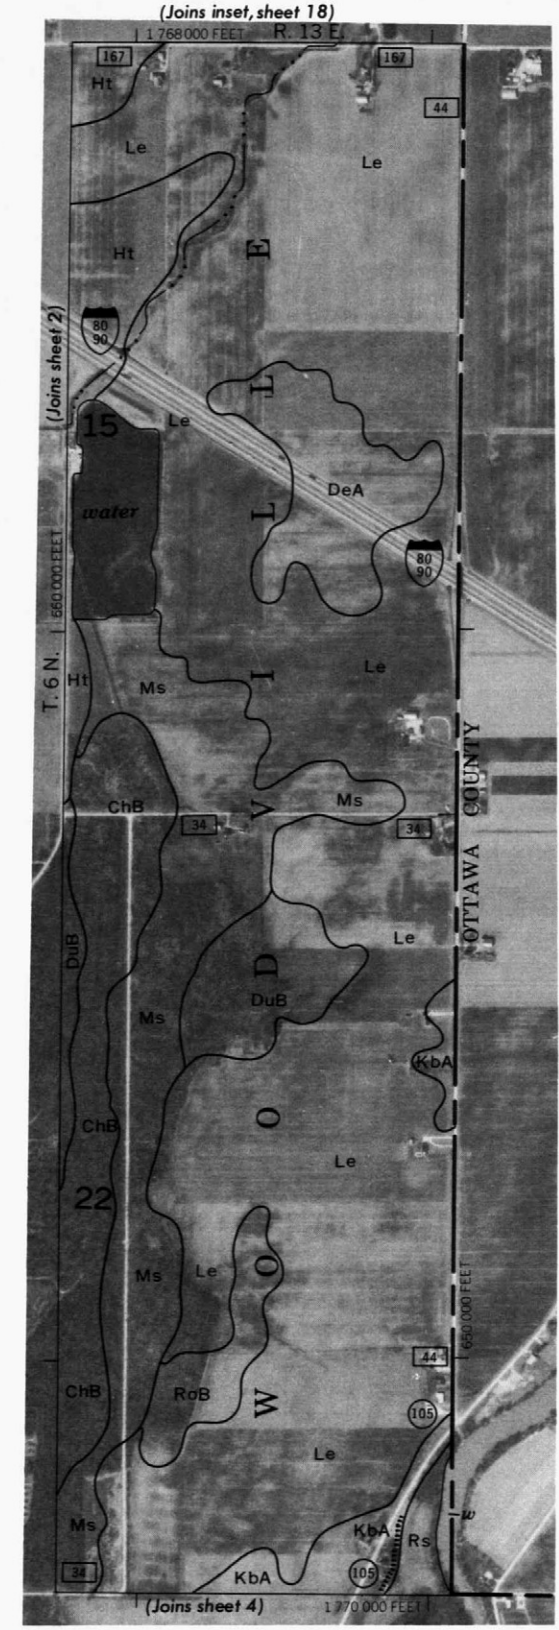 (Joins inset, sheet 18)
1 768 000 FEET
R. 13 E.
167
167
Ht
44
Le
Le
Ht
E
80
90
(Joins sheet 2)
L
15
Le
DeA
water
L
80
90
660 000 FEET
T. 6 N.
Ht
Ms
I
Le
ChB
V
Ms
34
34
OTTAWA COUNTY
Le
DuB
D
DuB
Ms
KbA
ChB
O
Le
22
Ms
Le
O
650 000 FEET
44
ChB
RoB
W
105
Le
Ms
KbA
Rs
w
34
KbA
105
(Joins sheet 4)
1 770 000 FEET